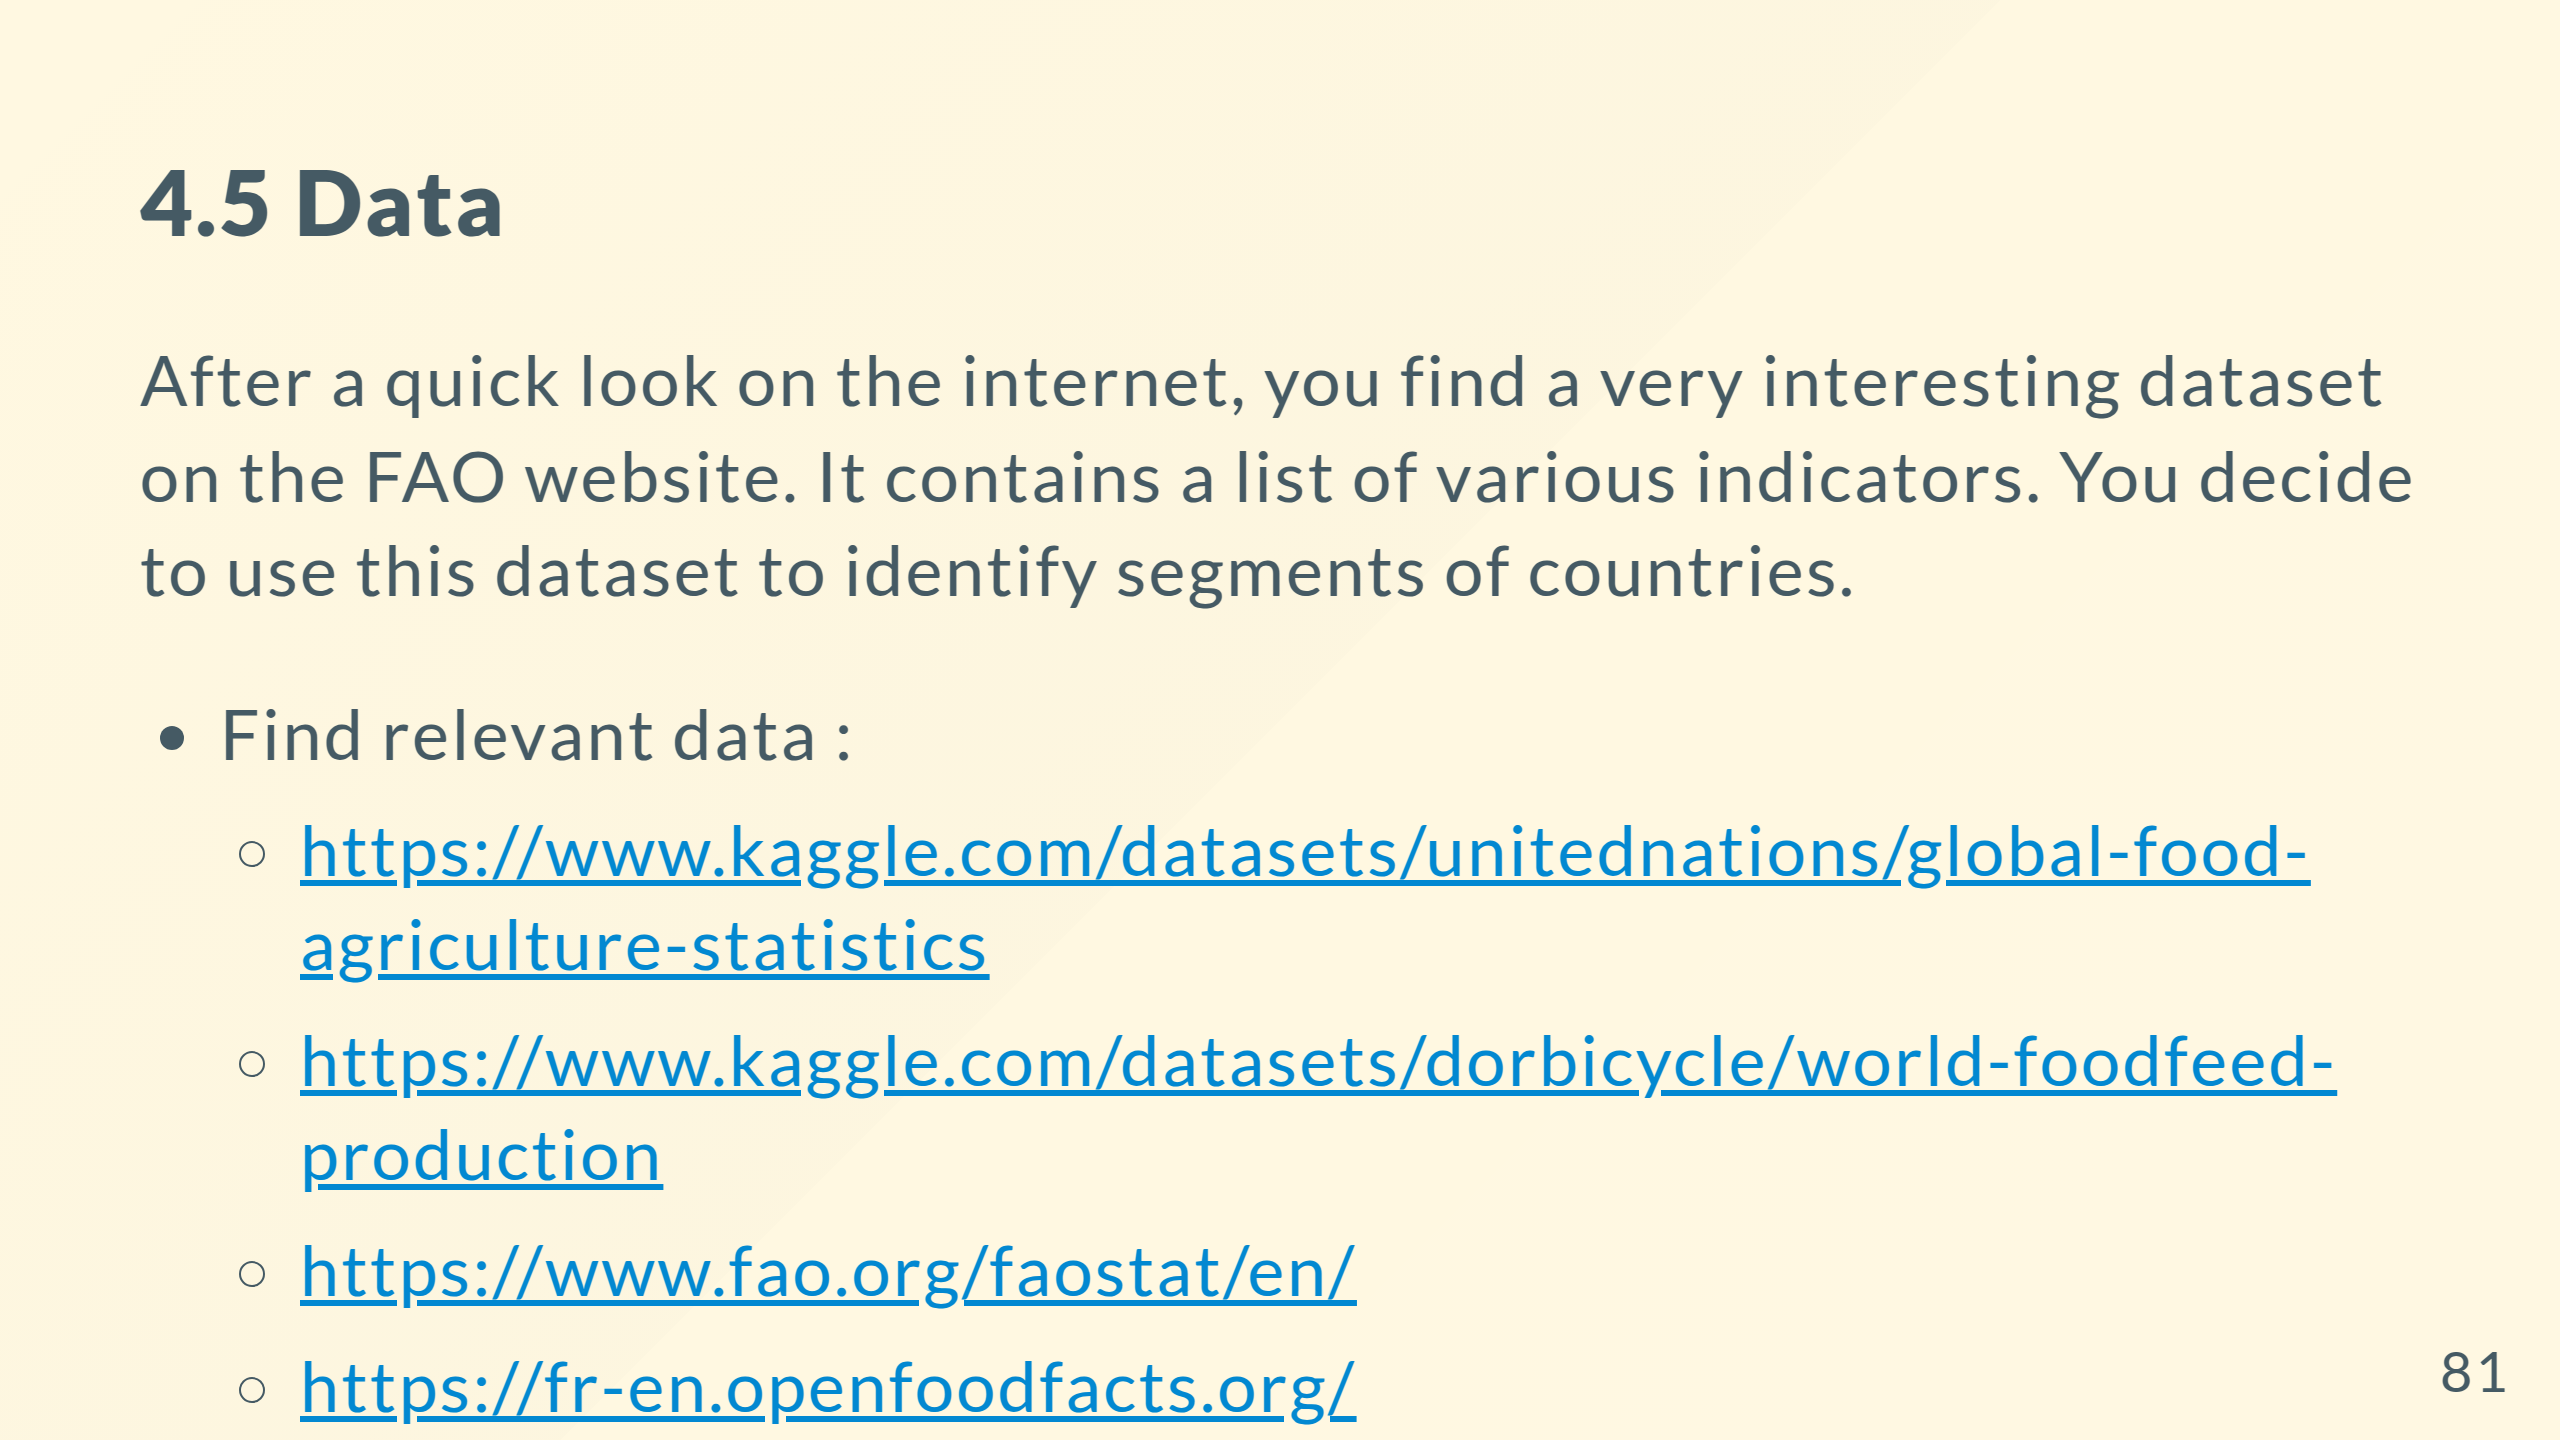 4.5 Data
After a quick look on the internet, you find a very interesting dataset
on the FAO website. It contains a list of various indicators. You decide
to use this dataset to identify segments of countries.
• Find relevant data :
○ https://www.kaggle.com/datasets/unitednations/global-food-
agriculture-statistics
○ https://www.kaggle.com/datasets/dorbicycle/world-foodfeed-
production
○ https://www.fao.org/faostat/en/
○ https://fr-en.openfoodfacts.org/
81